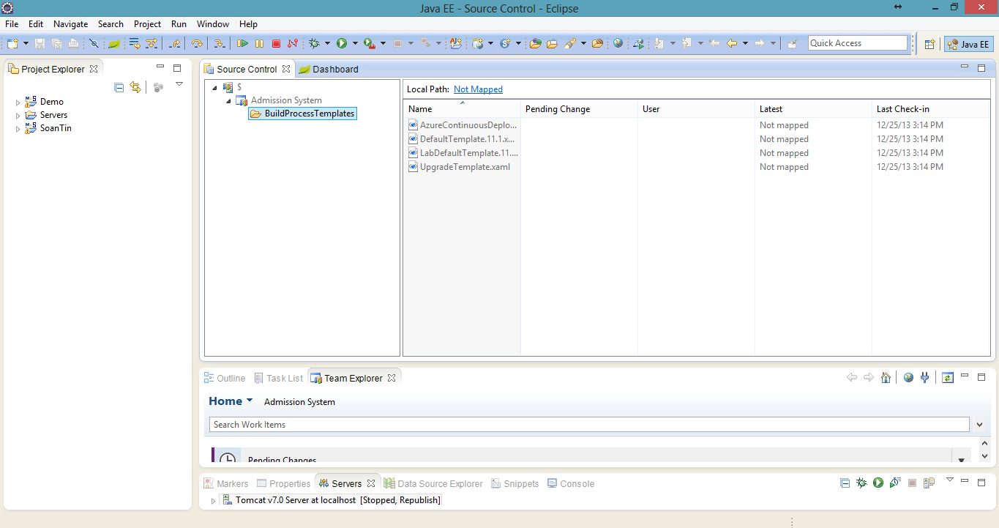 Java EE - Source Control - Eclipse
File Edit Navigate Search Project Run Window Help
Quick Access
Java EE
Project Explorer
Demo
Servers
SoanTin
Source Control Dashboard
$
Admission System
BuildProcessTemplates
Local Path: Not Mapped
Name Pending Change User Latest Last Check-in
AzureContinuousDeplo... Not mapped 12/25/13 3:14 PM
DefaultTemplate.11.1.x... Not mapped 12/25/13 3:14 PM
LabDefaultTemplate.11.... Not mapped 12/25/13 3:14 PM
UpgradeTemplate.xaml Not mapped 12/25/13 3:14 PM
Outline Task List Team Explorer
Home Admission System
Search Work Items
Pending Changes
Markers Properties Servers Data Source Explorer Snippets Console
Tomcat v7.0 Server at localhost [Stopped, Republish]